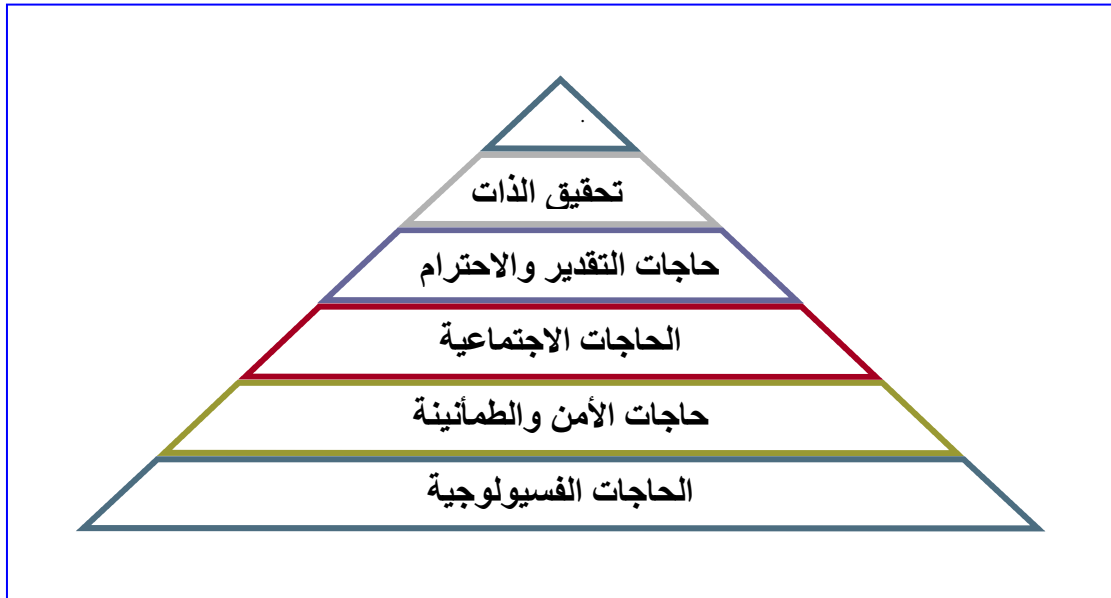 .
تحقيق الذات
حاجات التقدير والاحترام
الحاجات الاجتماعية
حاجات الأمن والطمأنينة
الحاجات الفسيولوجية